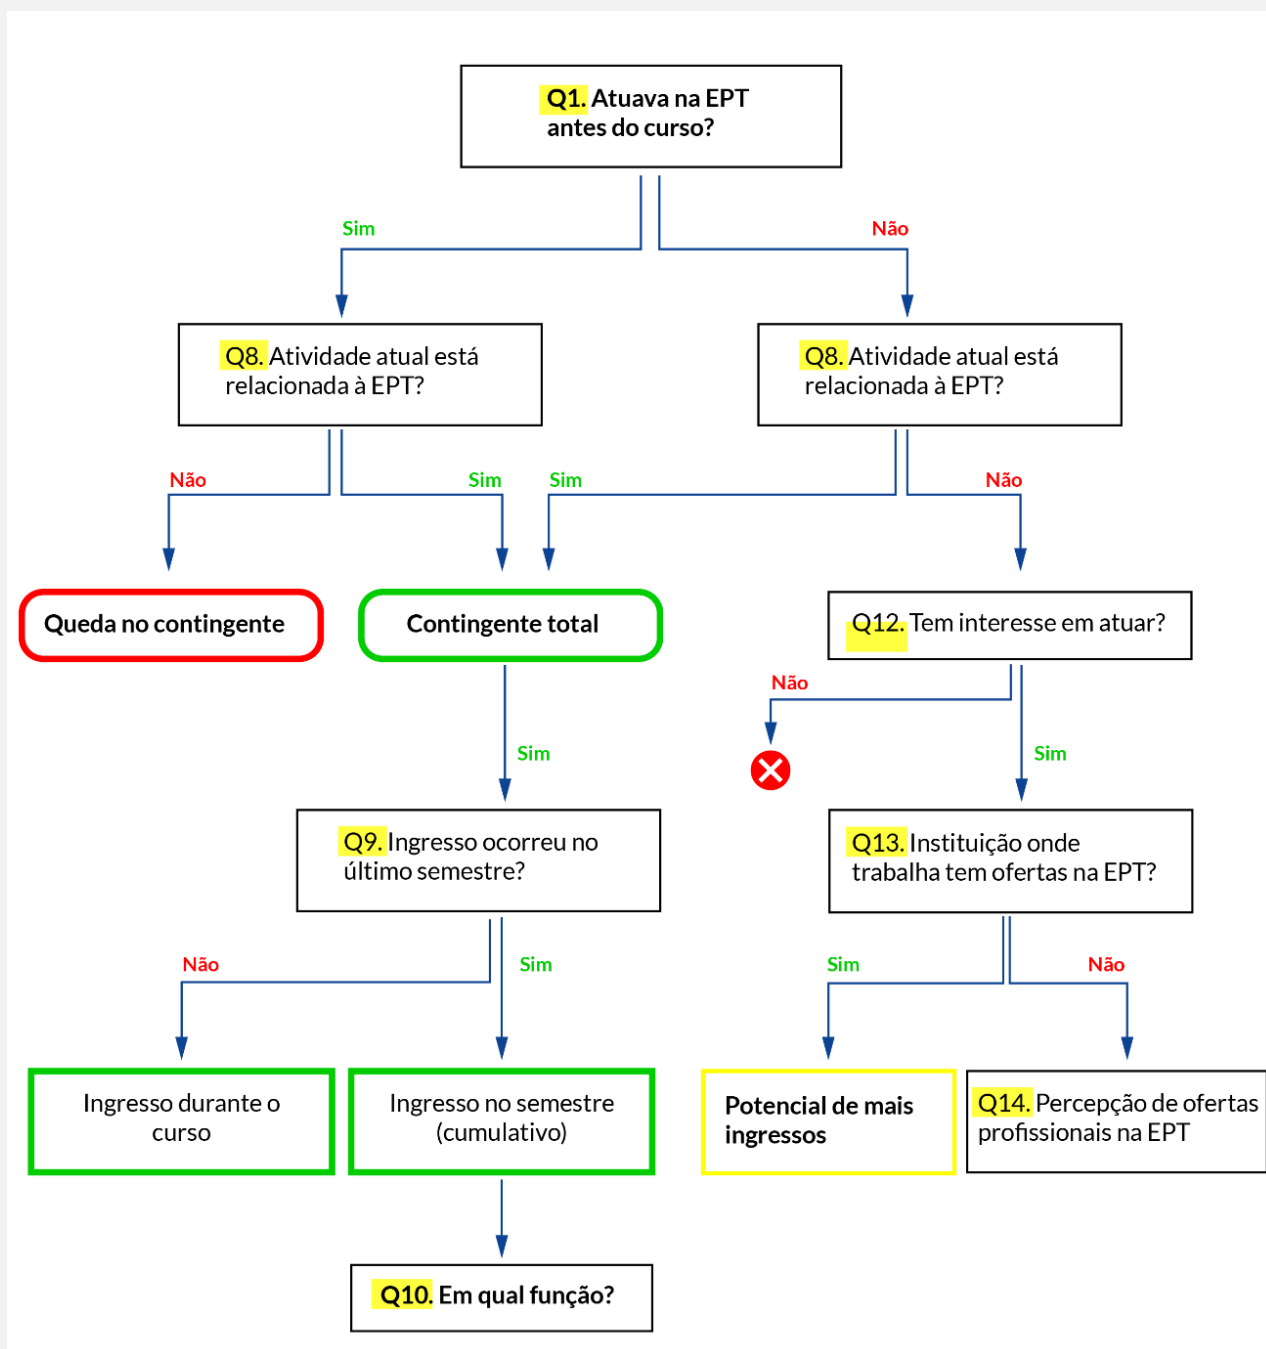 Q1. Atuava na EPT
antes do curso?
Sim
Não
Q8. Atividade atual está
relacionada à EPT?
Q8. Atividade atual está
relacionada à EPT?
Não
Sim
Sim
Não
Queda no contingente
Contingente total
Q12. Tem interesse em atuar?
Não
Sim
Sim
Q9. Ingresso ocorreu no
último semestre?
Q13. Instituição onde
trabalha tem ofertas na EPT?
Não
Sim
Sim
Não
Ingresso durante o
curso
Ingresso no semestre
(cumulativo)
Potencial de mais
ingressos
Q14. Percepção de ofertas
profissionais na EPT
Q10. Em qual função?